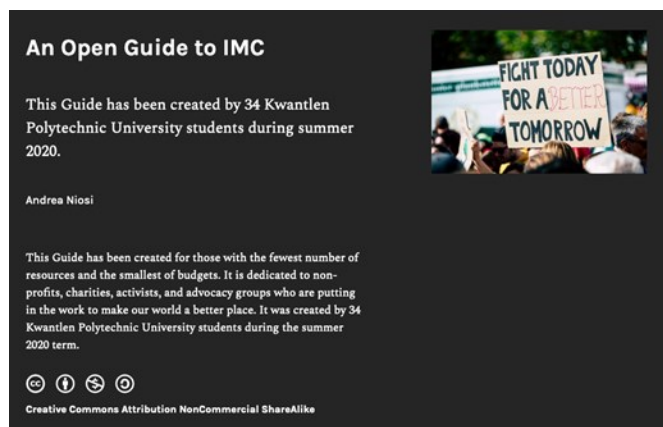 An Open Guide to IMC
This Guide has been created by 34 Kwantlen
Polytechnic University students during summer
2020.
Andrea Niosi
This Guide has been created for those with the fewest number of
resources and the smallest of budgets. It is dedicated to non-
profits, charities, activists, and advocacy groups who are putting
in the work to make our world a better place. It was created by 34
Kwantlen Polytechnic University students during the summer
2020 term.
cc
Creative Commons Attribution NonCommercial ShareAlike
FIGHT TODAY
FOR A BETTER
TOMORROW